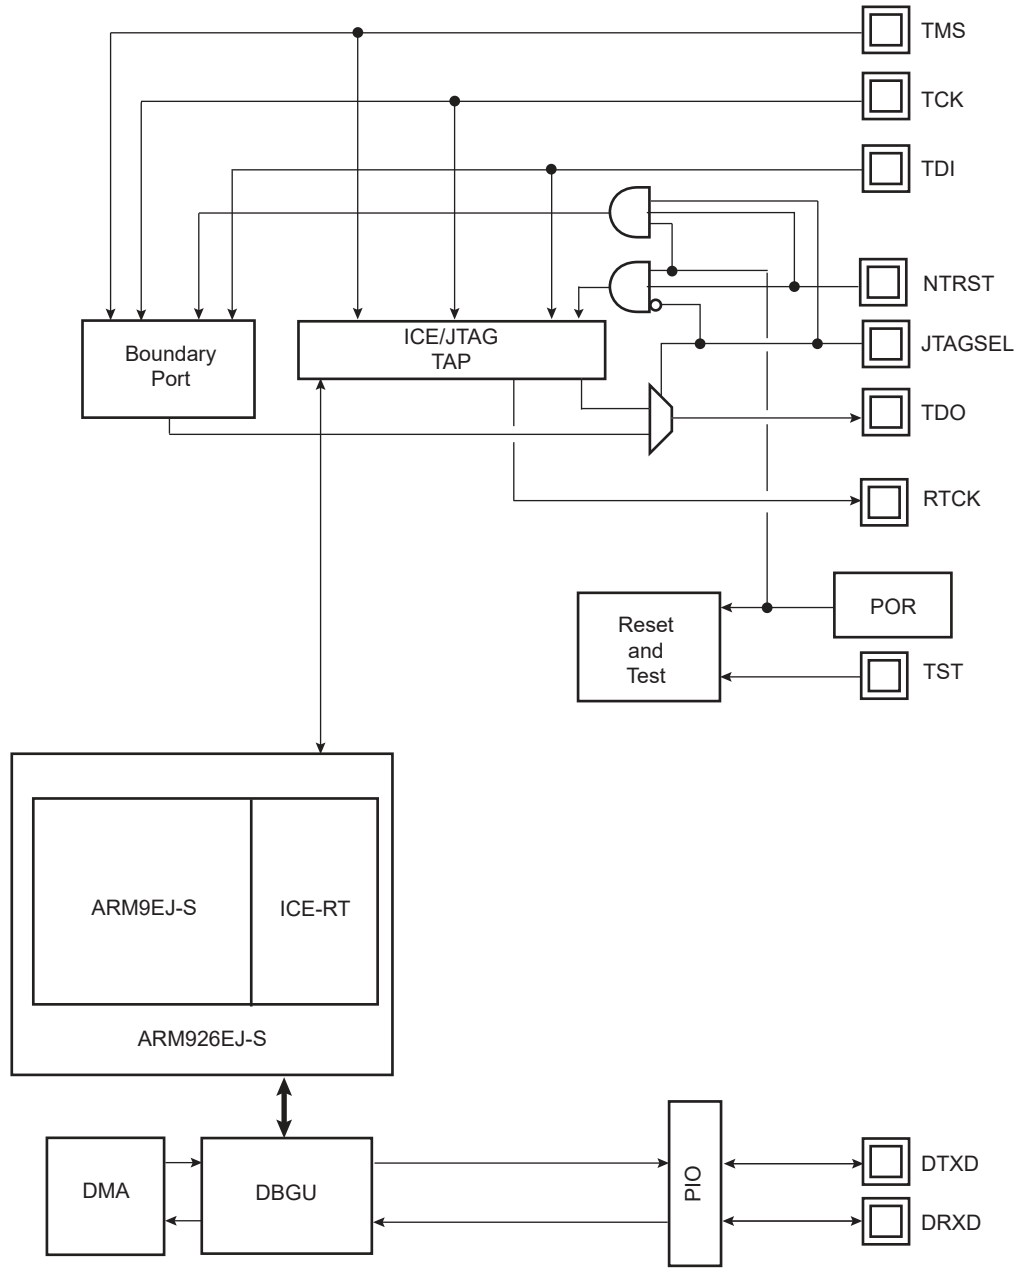 TMS
TCK
TDI
NTRST
JTAGSEL
ICE/JTAG
TAP
Boundary
Port
TDO
RTCK
POR
Reset
and
Test
TST
ARM9EJ-S
ICE-RT
ARM926EJ-S
DMA
DBGU
PIO
DTXD
DRXD